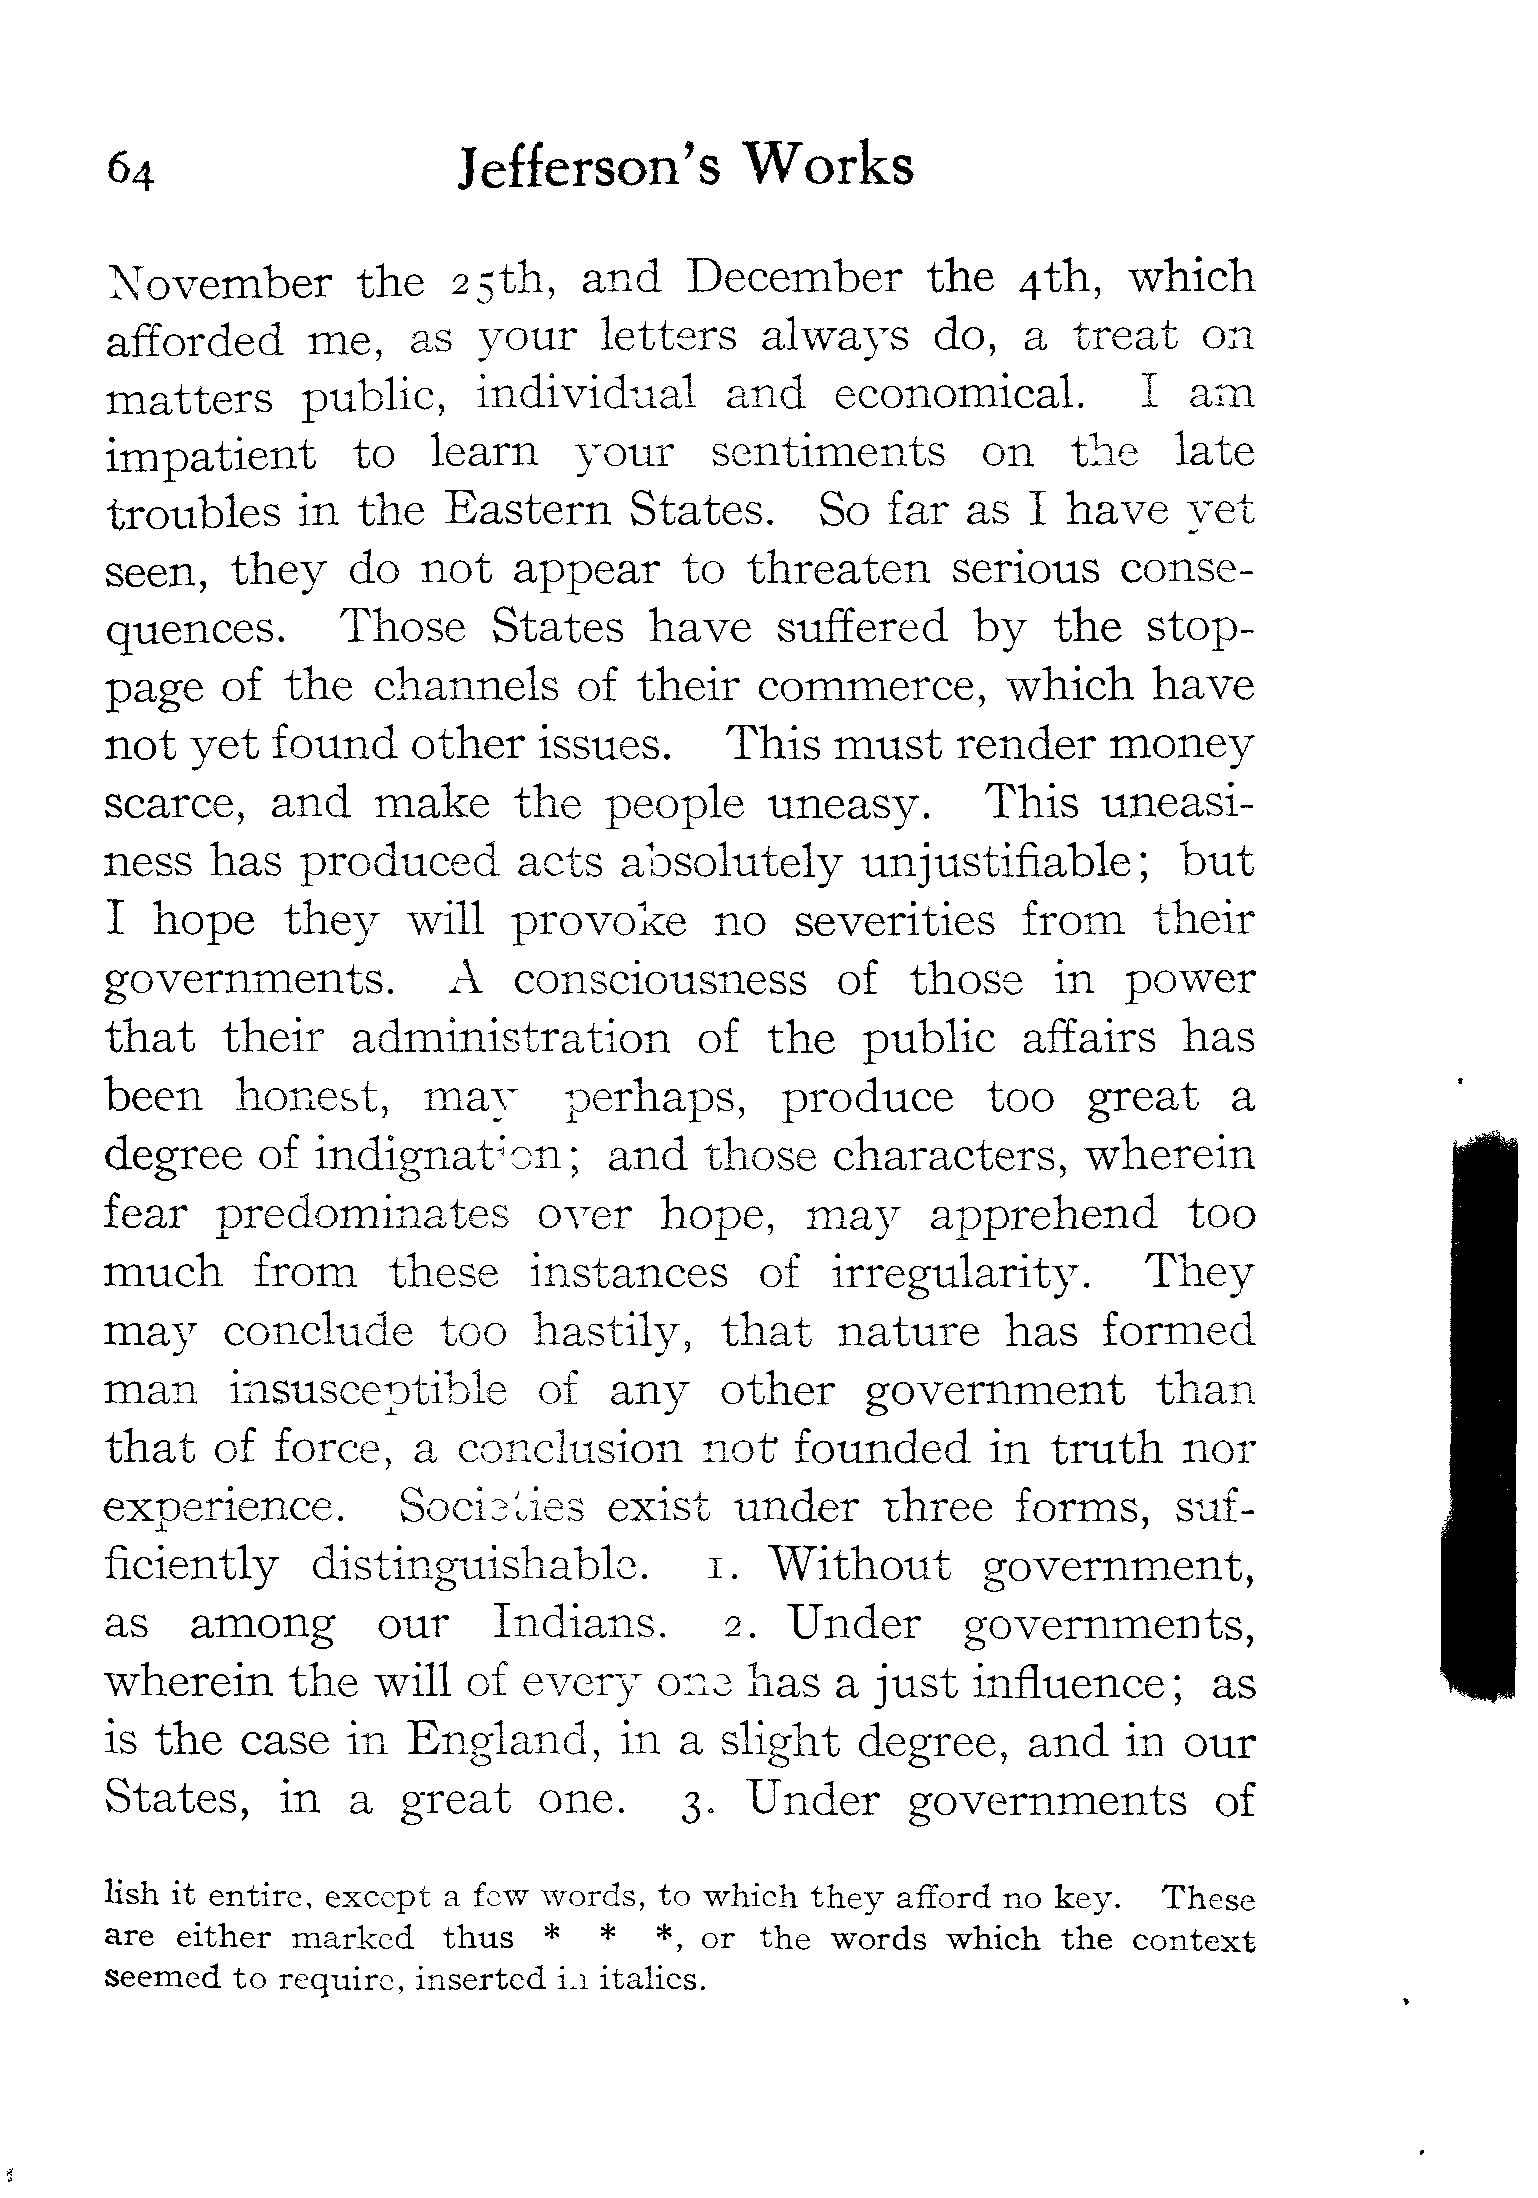 64 Jefferson's Works
November the 25th, and December the 4th, which
afforded me, as your letters always do, a treat on
matters public, individual and economical. I am
impatient to learn your sentiments on the late
troubles in the Eastern States. So far as I have yet
seen, they do not appear to threaten serious conse-
quences. Those States have suffered by the stop-
page of the channels of their commerce, which have
not yet found other issues. This must render money
scarce, and make the people uneasy. This uneasi-
ness has produced acts absolutely unjustifiable; but
I hope they will provoke no severities from their
governments. A consciousness of those in power
that their administration of the public affairs has
been honest, may perhaps, produce too great a
degree of indignation; and those characters, wherein
fear predominates over hope, may apprehend too
much from these instances of irregularity. They
may conclude too hastily, that nature has formed
man insusceptible of any other government than
that of force, a conclusion not founded in truth nor
experience. Societies exist under three forms, suf-
ficiently distinguishable. 1. Without government,
as among our Indians. 2. Under governments,
wherein the will of every one has a just influence; as
is the case in England, in a slight degree, and in our
States, in a great one. 3. Under governments of
lish it entire, except a few words, to which they afford no key. These
are either marked thus * * *, or the words which the context
seemed to require, inserted in italics.